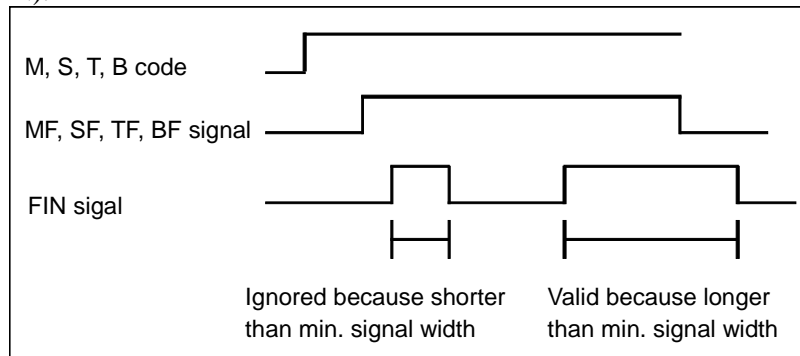 M, S, T, B code
MF, SF, TF, BF signal
FIN sigal
Ignored because shorter
than min. signal width
Valid because longer
than min. signal width